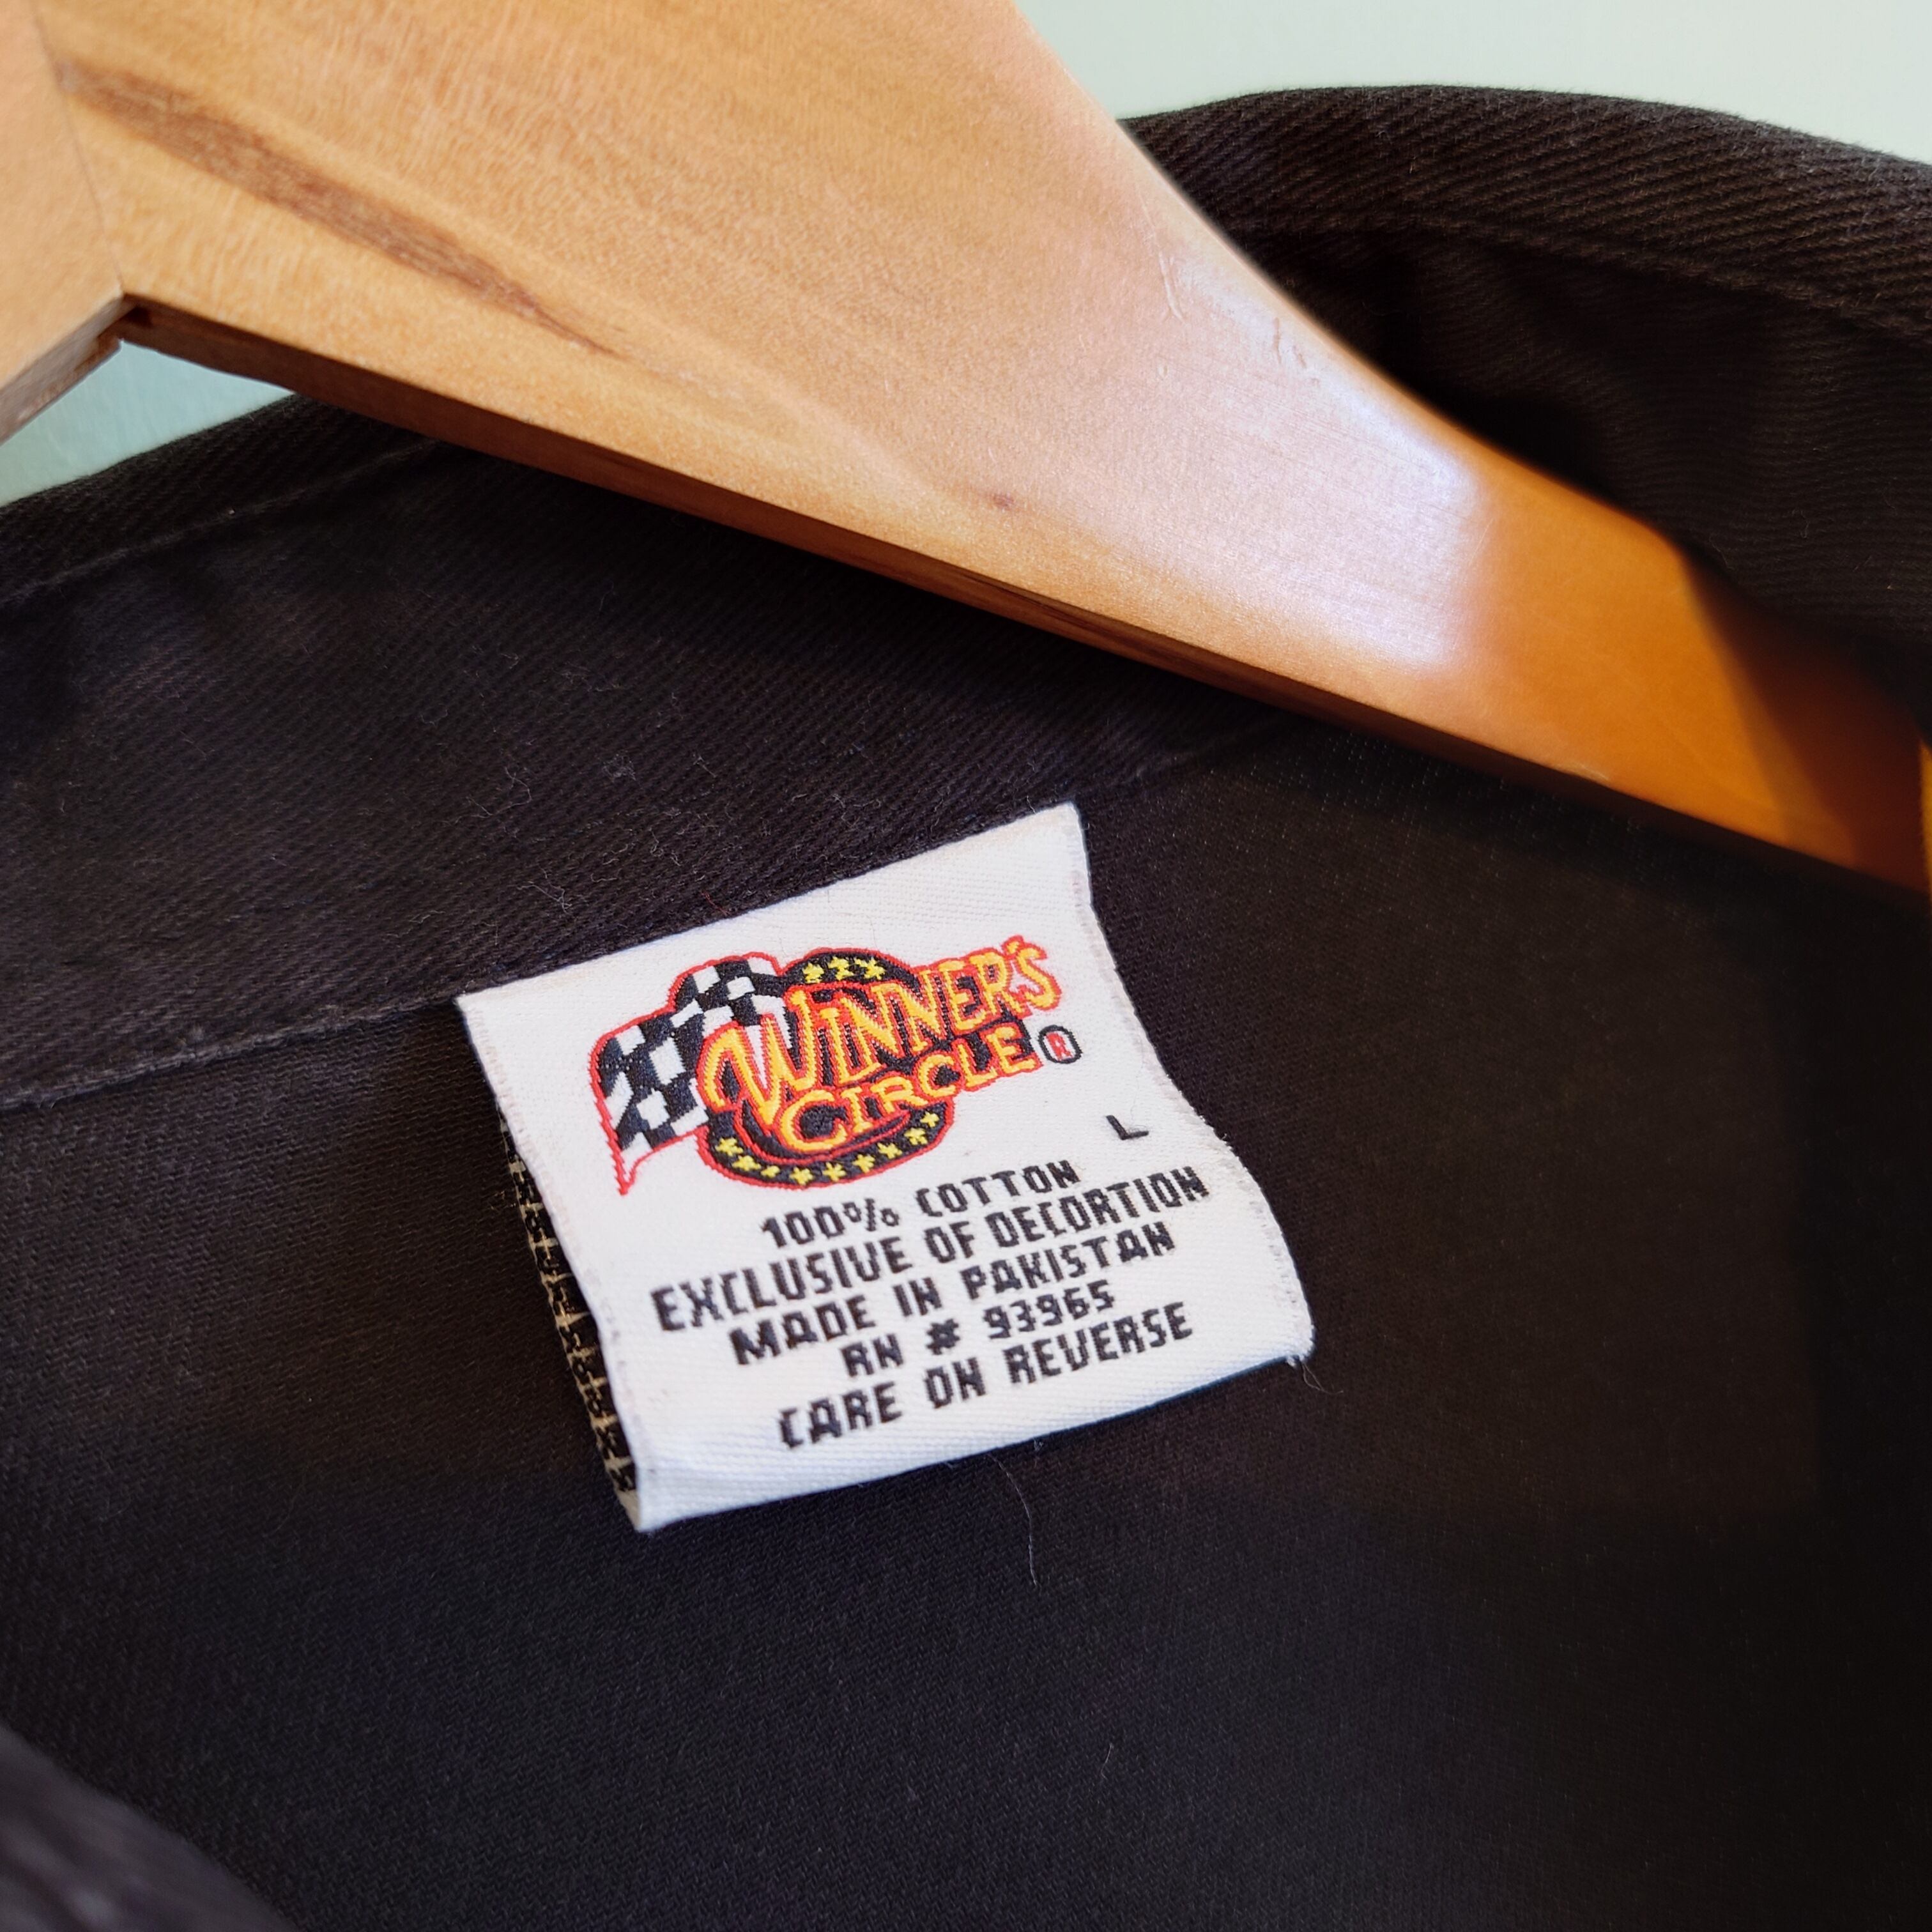 WINNER'S
CIRCLE®
L
100% COTTON
EXCLUSIVE OF DECORTION
MADE IN PAKISTAN
RN # 93965
CARE ON REVERSE